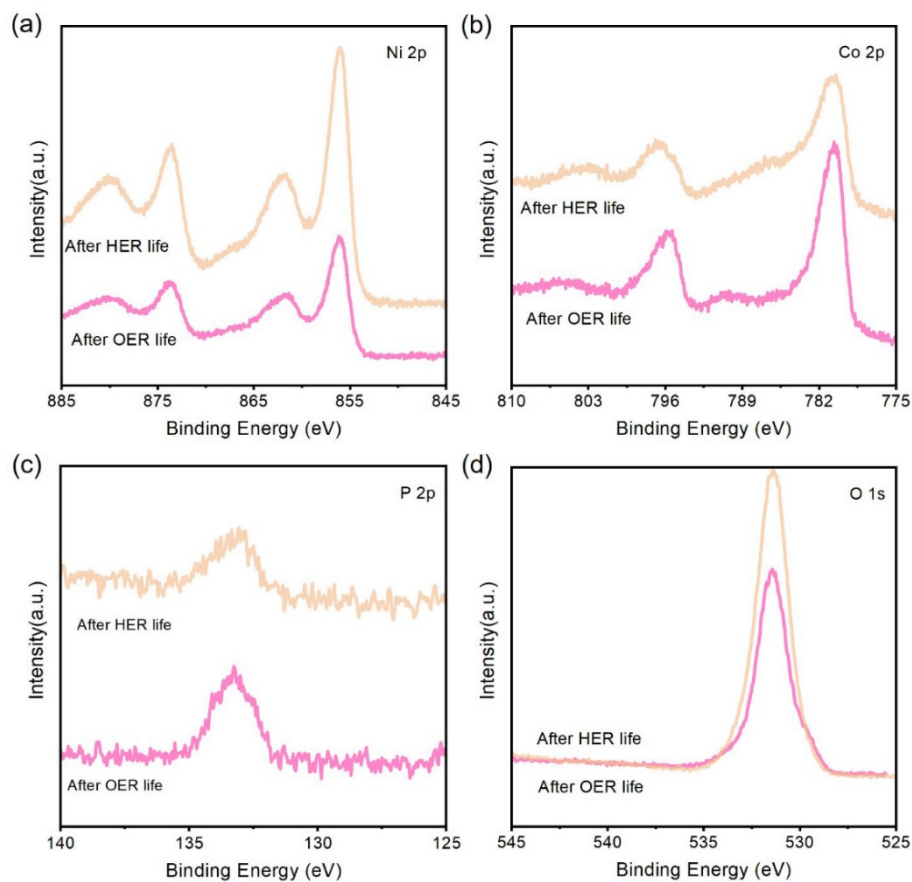 (a)
Ni 2p
Intensity(a.u.)
After HER life
After OER life
885 875 865 855 845
Binding Energy (eV)
(b)
Co 2p
Intensity(a.u.)
After HER life
After OER life
810 803 796 789 782 775
Binding Energy (eV)
(c)
P 2p
Intensity(a.u.)
After HER life
After OER life
140 135 130 125
Binding Energy (eV)
(d)
O 1s
Intensity(a.u.)
After HER life
After OER life
545 540 535 530 525
Binding Energy (eV)